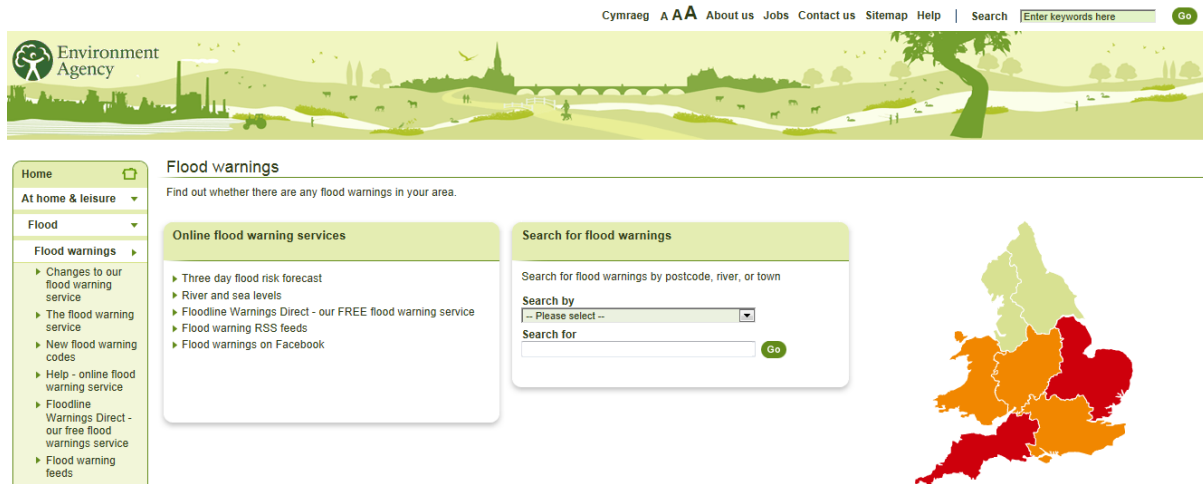 Cymraeg A A A About us Jobs Contact us Sitemap Help | Search Enter keywords here Go
Environment
Agency
Home
At home & leisure
Flood
Flood warnings
Changes to our
flood warning
service
The flood warning
service
New flood warning
codes
Help - online flood
warning service
Floodline
Warnings Direct -
our free flood
warnings service
Flood warning
feeds
Flood warnings
Find out whether there are any flood warnings in your area.
Online flood warning services
Three day flood risk forecast
River and sea levels
Floodline Warnings Direct - our FREE flood warning service
Flood warning RSS feeds
Flood warnings on Facebook
Search for flood warnings
Search for flood warnings by postcode, river, or town
Search by
-- Please select --
Search for
Go